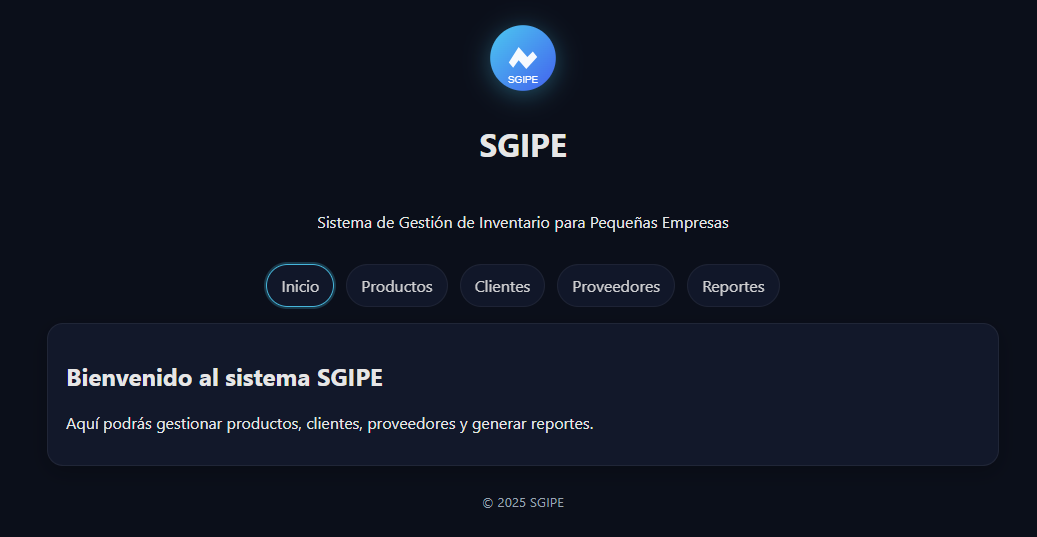 SGIPE
SGIPE
Sistema de Gestión de Inventario para Pequeñas Empresas
Inicio Productos Clientes Proveedores Reportes
Bienvenido al sistema SGIPE
Aquí podrás gestionar productos, clientes, proveedores y generar reportes.
© 2025 SGIPE